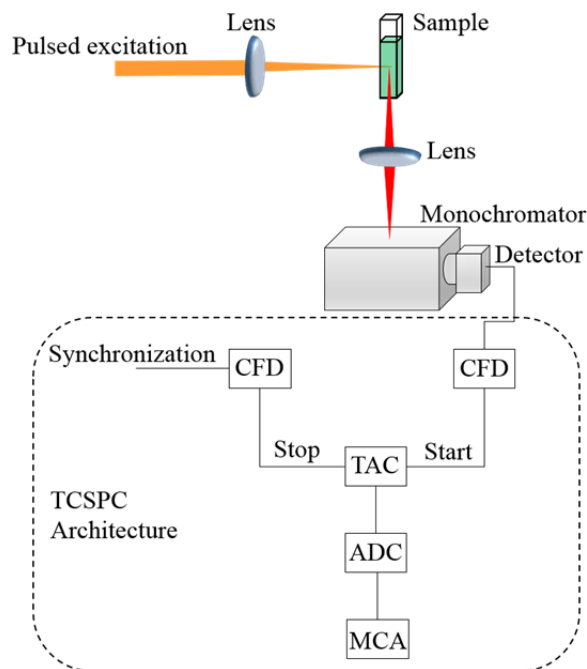 Lens
Sample
Pulsed excitation
Lens
Monochromator
Detector
Synchronization
CFD
CFD
Stop
Start
TAC
TCSPC
Architecture
ADC
MCA